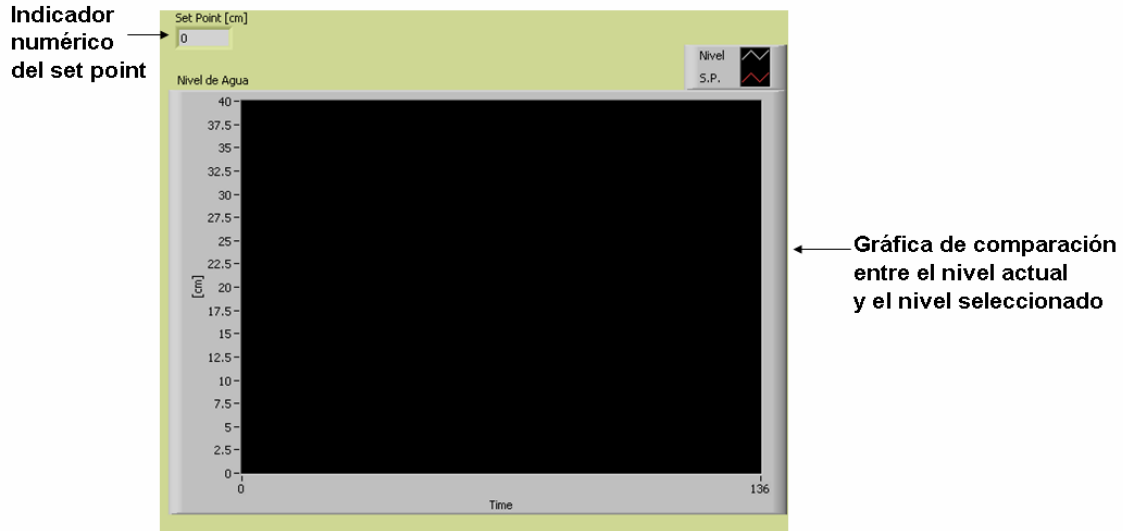 Indicador
numérico
del set point
Set Point [cm]
0
Nivel
S.P.
Nivel de Agua
40
37.5
35
32.5
30
27.5
25
22.5
20
17.5
15
12.5
10
7.5
5
2.5
0
[cm]
0
136
Time
Gráfica de comparación
entre el nivel actual
y el nivel seleccionado